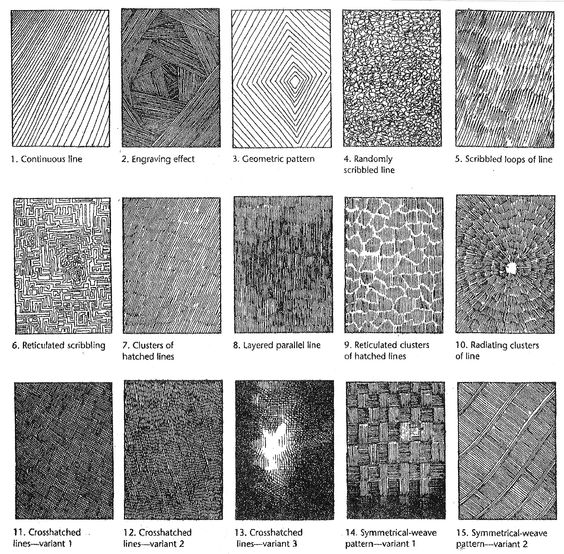 1. Continuous line
2. Engraving effect
3. Geometric pattern
4. Randomly
scribbled line
5. Scribbled loops of line
6. Reticulated scribbling
7. Clusters of
hatched lines
8. Layered parallel line
9. Reticulated clusters
of hatched lines
10. Radiating clusters
of line
11. Crosshatched
lines—variant 1
12. Crosshatched
lines—variant 2
13. Crosshatched
lines—variant 3
14. Symmetrical-weave
pattern—variant 1
15. Symmetrical-weave
pattern—variant 2